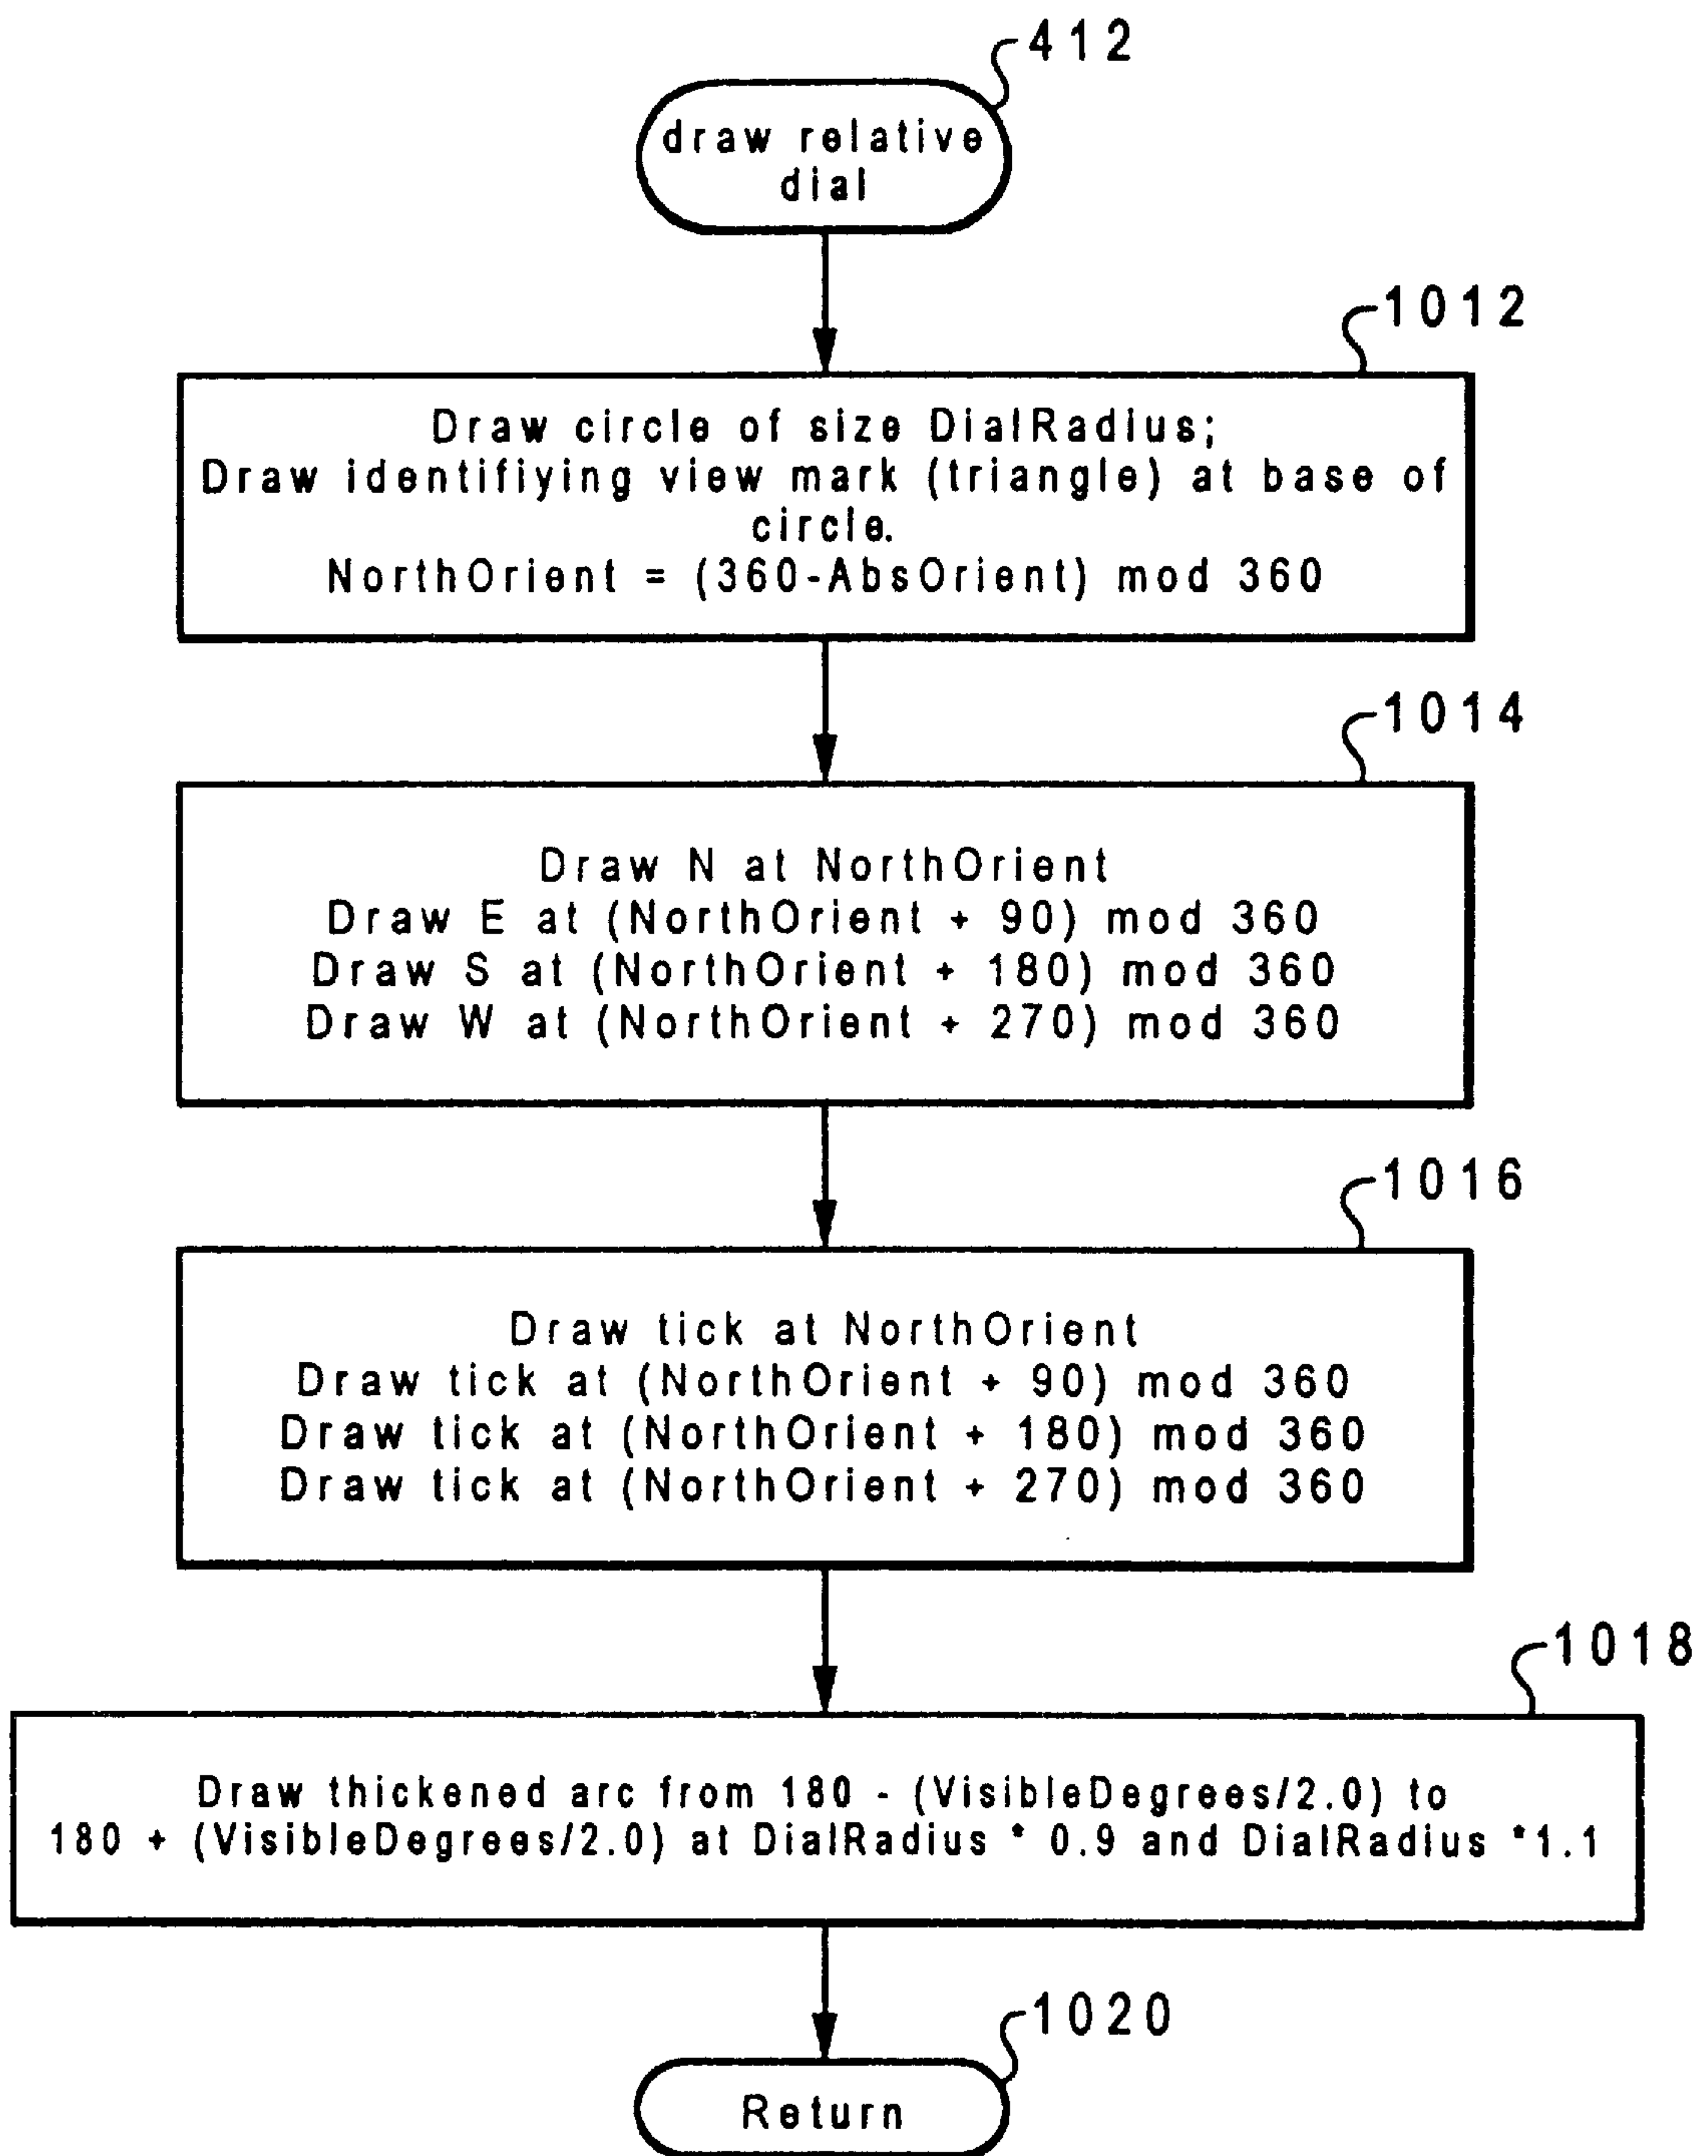 412
draw relative
dial
1012
Draw circle of size DialRadius;
Draw identifiying view mark (triangle) at base of
circle.
NorthOrient = (360-AbsOrient) mod 360
1014
Draw N at NorthOrient
Draw E at (NorthOrient + 90) mod 360
Draw S at (NorthOrient + 180) mod 360
Draw W at (NorthOrient + 270) mod 360
1016
Draw tick at NorthOrient
Draw tick at (NorthOrient + 90) mod 360
Draw tick at (NorthOrient + 180) mod 360
Draw tick at (NorthOrient + 270) mod 360
1018
Draw thickened arc from 180 - (VisibleDegrees/2.0) to
180 + (VisibleDegrees/2.0) at DialRadius * 0.9 and DialRadius *1.1
1020
Return